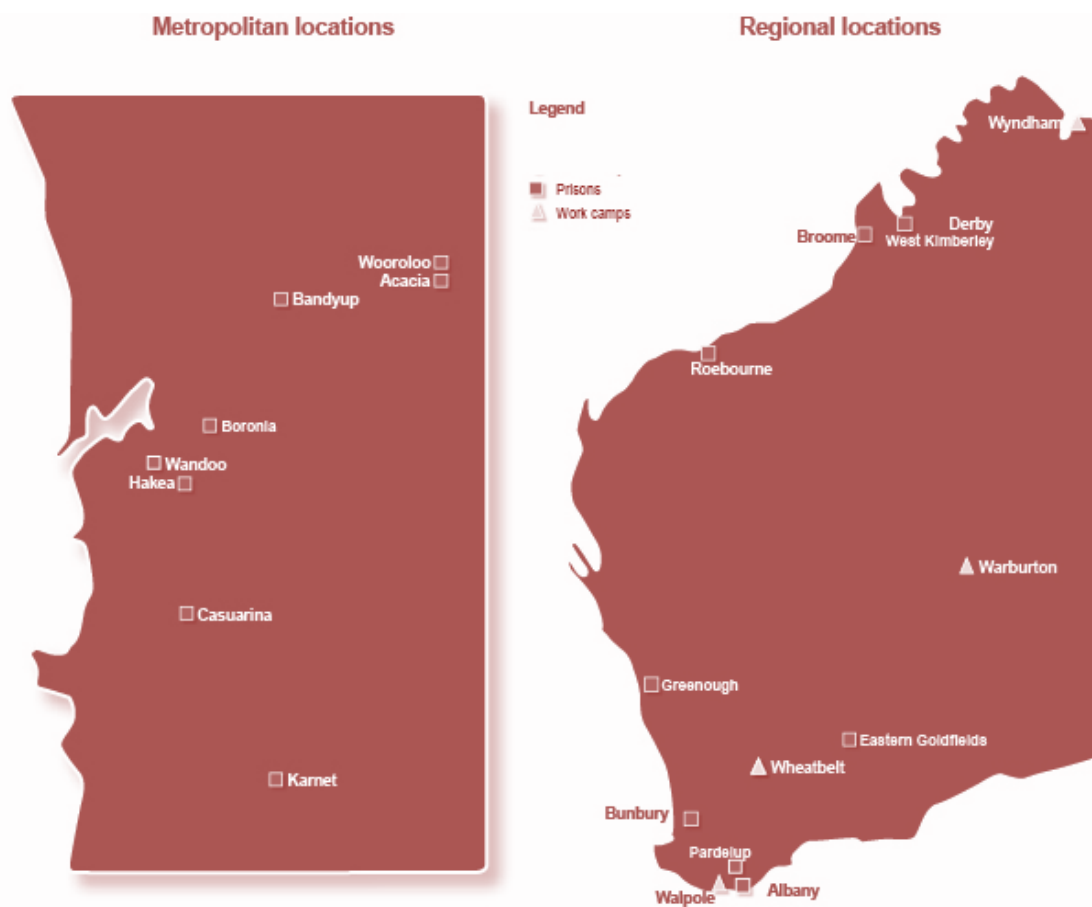 Metropolitan locations
Regional locations
Legend
Prisons
Work camps
Wooroloo
Acacia
Bandyup
Boronia
Wandoo
Hakea
Casuarina
Karnet
Wyndham
Derby
West Kimberley
Broome
Roebourne
Warburton
Greenough
Eastern Goldfields
Wheatbelt
Bunbury
Pardelup
Walpole
Albany